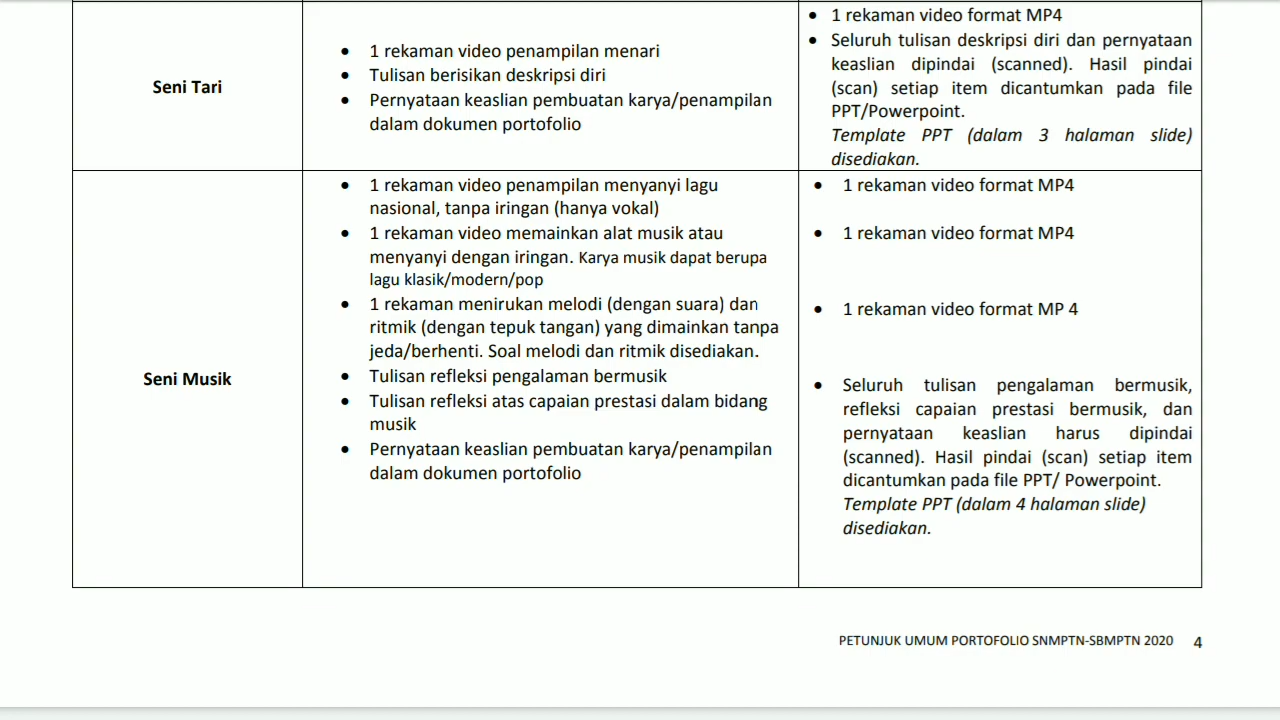 Seni Tari
• 1 rekaman video penampilan menari
• Tulisan berisikan deskripsi diri
• Pernyataan keaslian pembuatan karya/penampilan
dalam dokumen portofolio
• 1 rekaman video format MP4
• Seluruh tulisan deskripsi diri dan pernyataan
keaslian dipindai (scanned). Hasil pindai
(scan) setiap item dicantumkan pada file
PPT/Powerpoint.
Template PPT (dalam 3 halaman slide)
disediakan.
Seni Musik
• 1 rekaman video penampilan menyanyi lagu
nasional, tanpa iringan (hanya vokal)
• 1 rekaman video memainkan alat musik atau
menyanyi dengan iringan. Karya musik dapat berupa
lagu klasik/modern/pop
• 1 rekaman menirukan melodi (dengan suara) dan
ritmik (dengan tepuk tangan) yang dimainkan tanpa
jeda/berhenti. Soal melodi dan ritmik disediakan.
• Tulisan refleksi pengalaman bermusik
• Tulisan refleksi atas capaian prestasi dalam bidang
musik
• Pernyataan keaslian pembuatan karya/penampilan
dalam dokumen portofolio
• 1 rekaman video format MP4
• 1 rekaman video format MP4
• 1 rekaman video format MP 4
• Seluruh tulisan pengalaman bermusik,
refleksi capaian prestasi bermusik, dan
pernyataan keaslian harus dipindai
(scanned). Hasil pindai (scan) setiap item
dicantumkan pada file PPT/ Powerpoint.
Template PPT (dalam 4 halaman slide)
disediakan.
PETUNJUK UMUM PORTOFOLIO SNMPTN-SBMPTN 2020 4